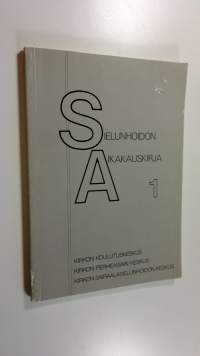 SIELUNHOIDON
AIKAKAUSKIRJA
1
KIRKON KOULUTUSKESKUS
KIRKON PERHEASIAIN KESKUS
KIRKON SAIRAALASIELUNHOIDON KESKUS